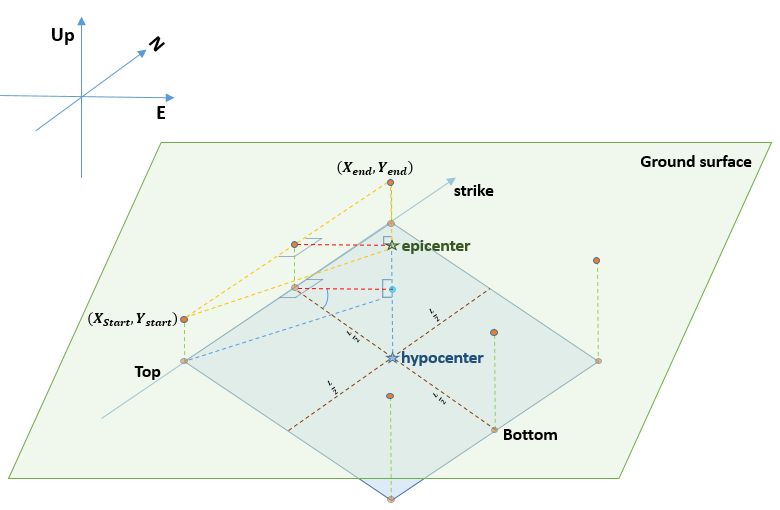 Up
N
E
Ground surface
(X_end, Y_end)
strike
epicenter
(X_Start, Y_start)
hypocenter
Top
Bottom